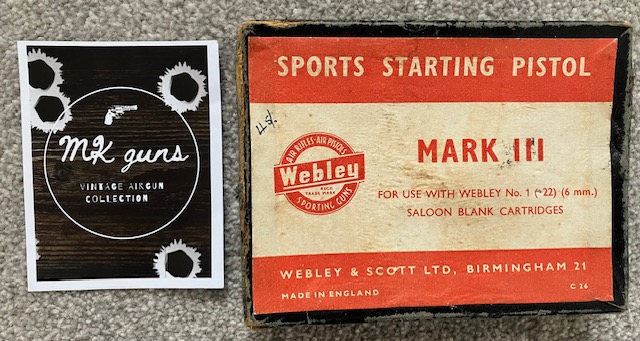 MK guns
VINTAGE AIRGUN
COLLECTION
SPORTS STARTING PISTOL
AIR RIFLES·AIR PISTOLS
Webley
TRADE MARK
SPORTING GUNS
MARK III
FOR USE WITH WEBLEY No. 1 (·22) (6 mm.)
SALOON BLANK CARTRIDGES
WEBLEY & SCOTT LTD, BIRMINGHAM 21
MADE IN ENGLAND
C 26